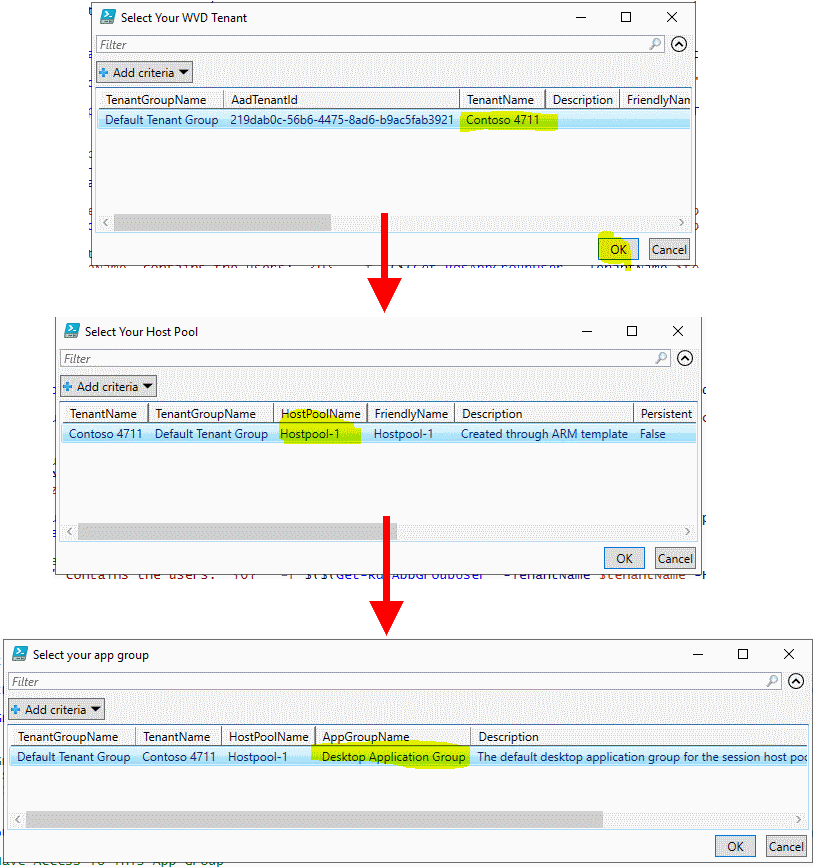 Select Your WVD Tenant
Filter
Add criteria
TenantGroupName AadTenantId TenantName Description FriendlyNam
Default Tenant Group 219dab0c-56b6-4475-8ad6-b9ac5fab3921 Contoso 4711
OK Cancel
Select Your Host Pool
Filter
Add criteria
TenantName TenantGroupName HostPoolName FriendlyName Description Persistent
Contoso 4711 Default Tenant Group Hostpool-1 Hostpool-1 Created through ARM template False
OK Cancel
Contains the users:
Select your app group
Filter
Add criteria
TenantGroupName TenantName HostPoolName AppGroupName Description
Default Tenant Group Contoso 4711 Hostpool-1 Desktop Application Group The default desktop application group for the session host poo
OK Cancel